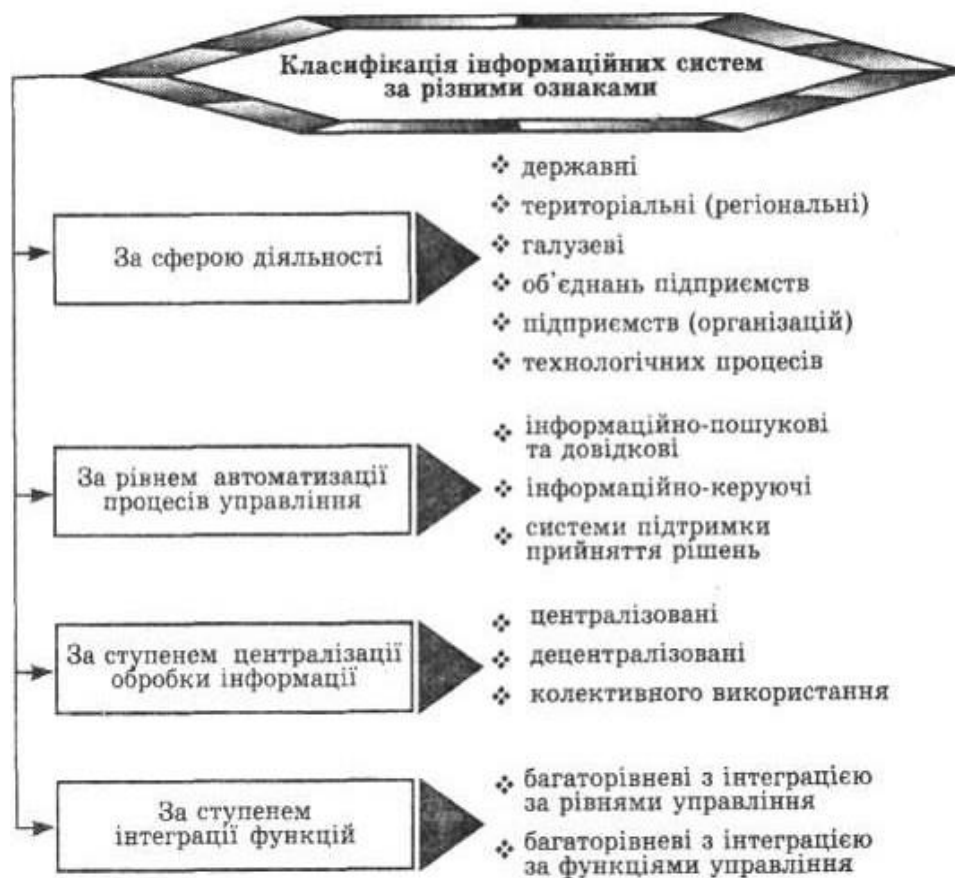 Класифікація інформаційних систем
за різними ознаками
За сферою діяльності
❖ державні
❖ територіальні (регіональні)
❖ галузеві
❖ об'єднань підприємств
❖ підприємств (організацій)
❖ технологічних процесів
За рівнем автоматизації
процесів управління
❖ інформаційно-пошукові
та довідкові
❖ інформаційно-керуючі
❖ системи підтримки
прийняття рішень
За ступенем централізації
обробки інформації
❖ централізовані
❖ децентралізовані
❖ колективного використання
За ступенем
інтеграції функцій
❖ багаторівневі з інтеграцією
за рівнями управління
❖ багаторівневі з інтеграцією
за функціями управління